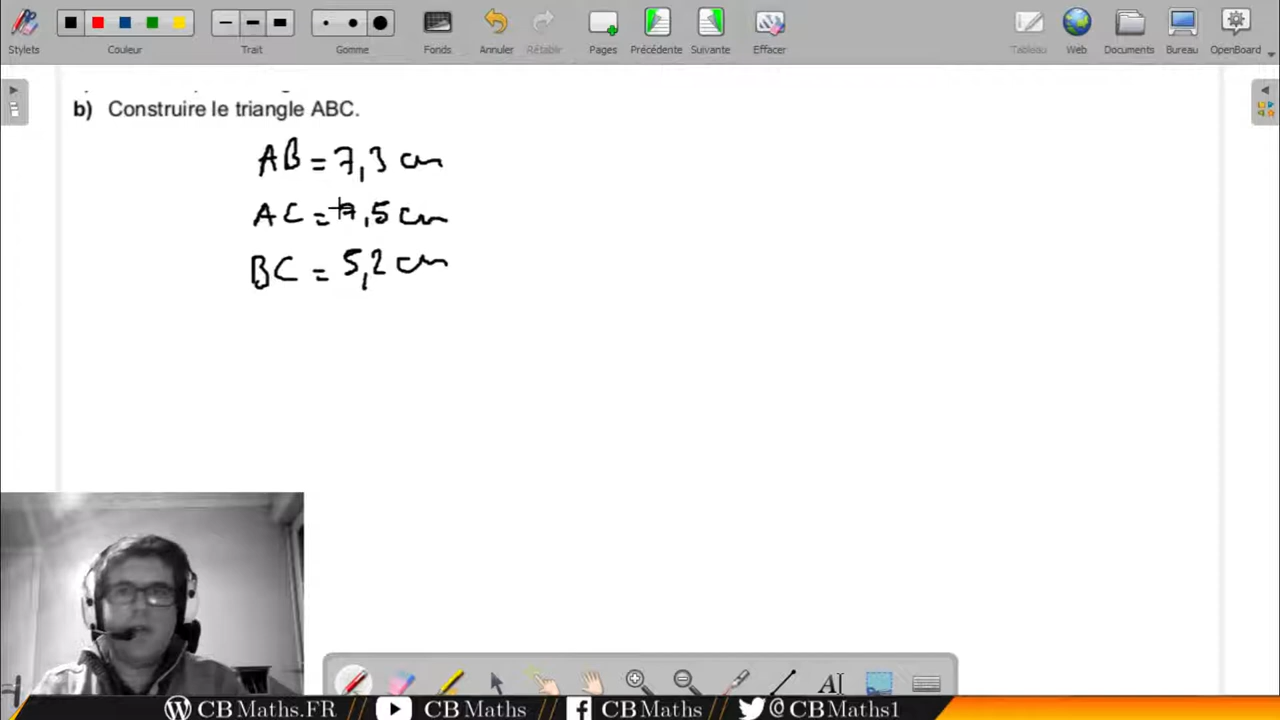 Stylets Couleur Trait Gomme Fonds Annuler Rétablir Pages Précédente Suivante Effacer Tableau Web Documents Bureau OpenBoard
b) Construire le triangle ABC.
AB = 7,3 cm
AC = ,5 cm
BC = 5,2 cm
CBMaths.FR // CBMaths // CBMaths // @CBMaths1